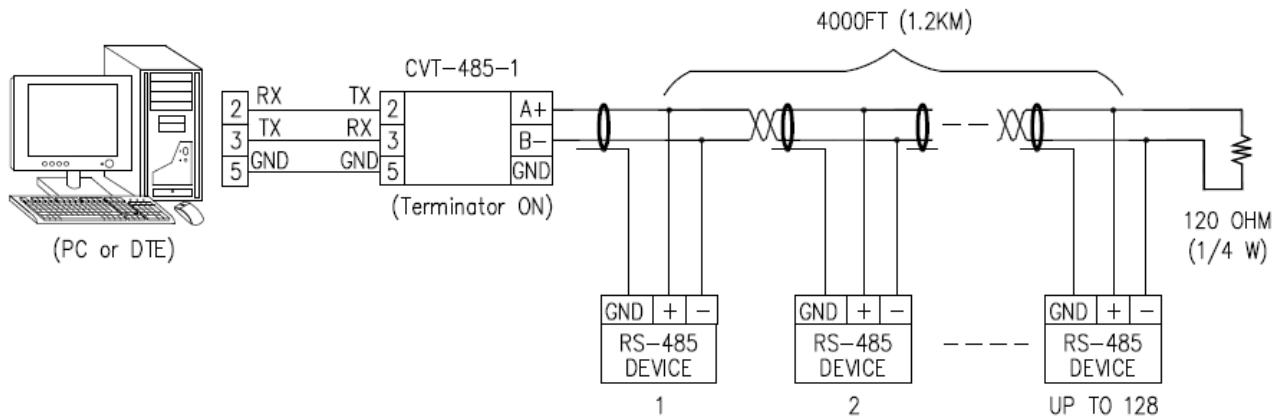 4000FT (1.2KM)
CVT-485-1
2 RX TX 2 A+
3 TX RX 3 B-
5 GND GND 5 GND
(Terminator ON)
(PC or DTE)
120 OHM
(1/4 W)
GND + - GND + - GND + -
RS-485 RS-485 RS-485
DEVICE DEVICE DEVICE
1 2 UP TO 128